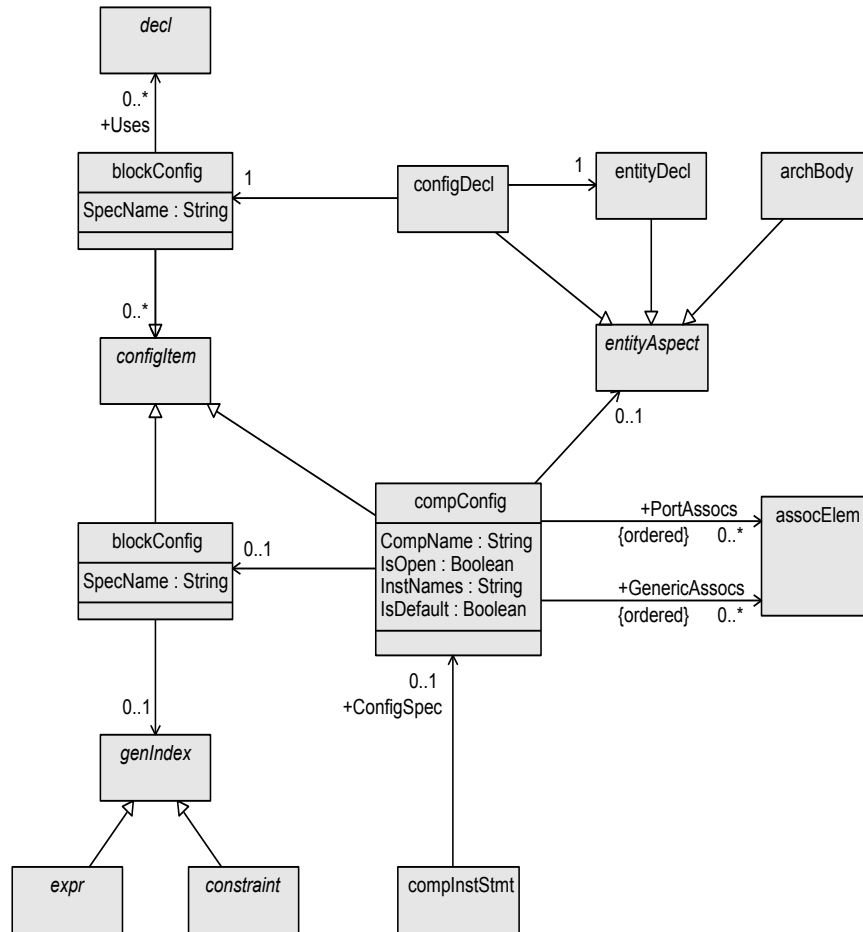 decl
0..*
+Uses
blockConfig
SpecName : String
1
configDecl
1
entityDecl
archBody
0..*
configItem
entityAspect
0..1
compConfig
CompName : String
IsOpen : Boolean
InstNames : String
IsDefault : Boolean
+PortAssocs
{ordered} 0..*
+GenericAssocs
{ordered} 0..*
assocElem
blockConfig
SpecName : String
0..1
0..1
+ConfigSpec
0..1
genIndex
expr
constraint
compInstStmt